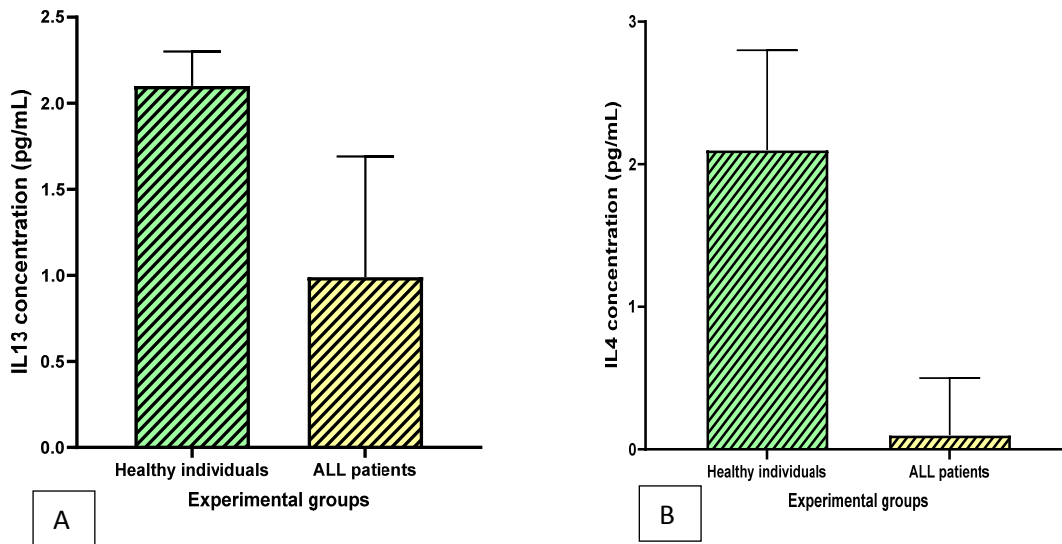 IL13 concentration (pg/mL)
2.5
2.0
1.5
1.0
0.5
0.0
Healthy individuals
ALL patients
Experimental groups
A
IL4 concentration (pg/mL)
3
2
1
0
Healthy individuals
ALL patients
Experimental groups
B